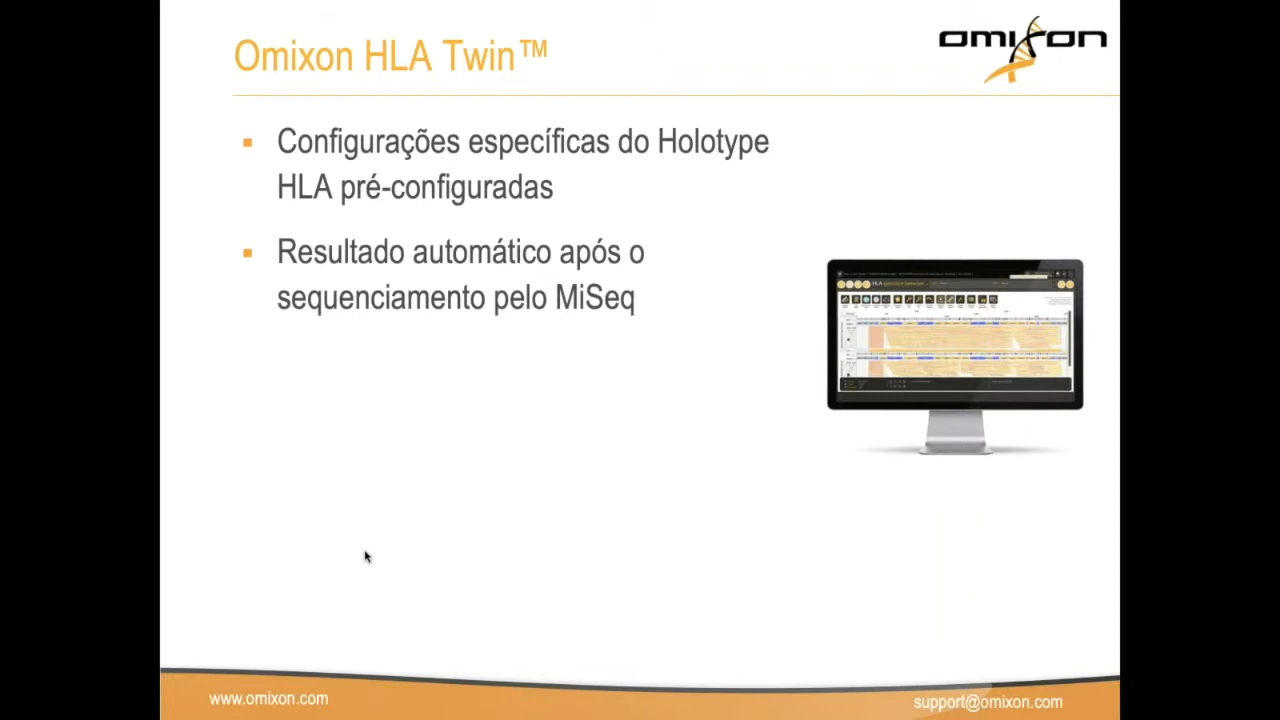 Omixon HLA Twin™
omixon
Configurações específicas do Holotype
HLA pré-configuradas
Resultado automático após o
sequenciamento pelo MiSeq
HLA
www.omixon.com
support@omixon.com